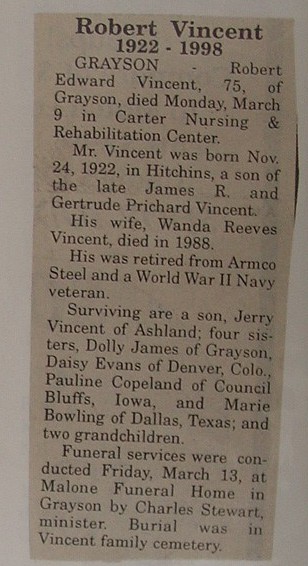 Robert Vincent
1922 - 1998
GRAYSON - Robert
Edward Vincent, 75, of
Grayson, died Monday, March
9 in Carter Nursing &
Rehabilitation Center.
Mr. Vincent was born Nov.
24, 1922, in Hitchins, a son of
the late James R. and
Gertrude Prichard Vincent.
His wife, Wanda Reeves
Vincent, died in 1988.
His was retired from Armco
Steel and a World War II Navy
veteran.
Surviving are a son, Jerry
Vincent of Ashland; four sis-
ters, Dolly James of Grayson,
Daisy Evans of Denver, Colo.,
Pauline Copeland of Council
Bluffs, Iowa, and Marie
Bowling of Dallas, Texas; and
two grandchildren.
Funeral services were con-
ducted Friday, March 13, at
Malone Funeral Home in
Grayson by Charles Stewart,
minister. Burial was in
Vincent family cemetery.